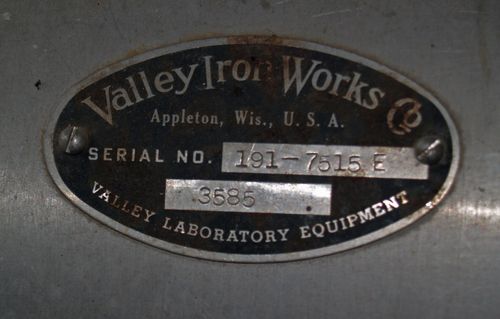 Valley Iron Works Co
Appleton, Wis., U. S. A.
SERIAL NO. 191-7515 E
3585
VALLEY LABORATORY EQUIPMENT